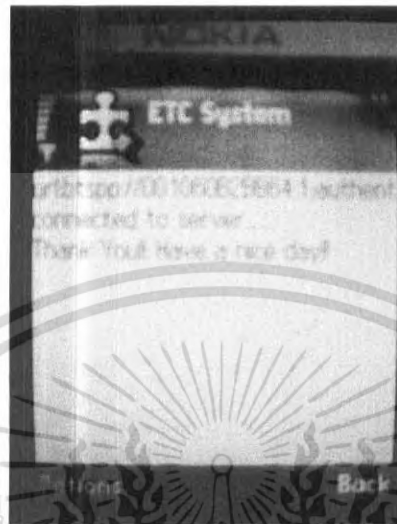 NOKIA
ETC System
connected to server...
Thank You! Have a nice day!
Options
Back